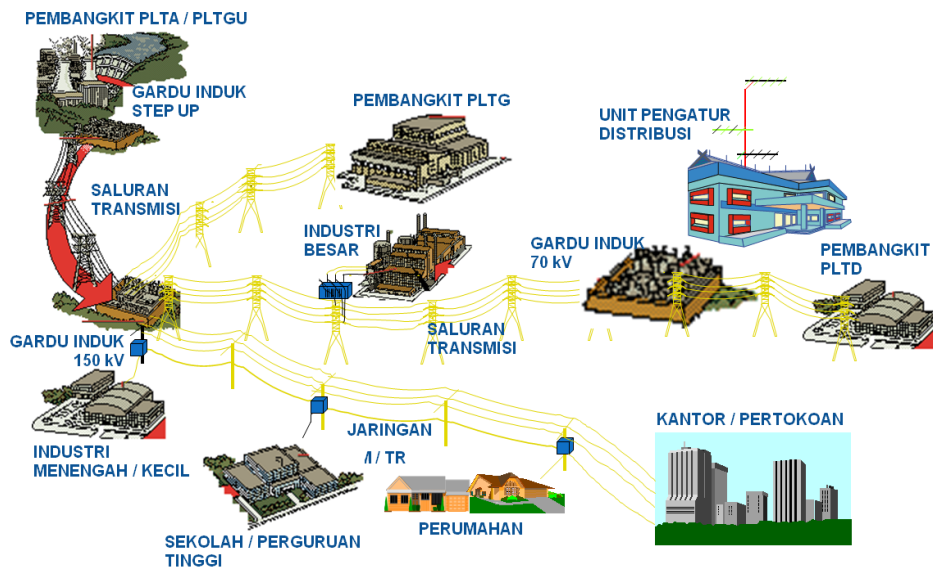 PEMBANGKIT PLTA / PLTGU
GARDU INDUK
STEP UP
PEMBANGKIT PLTG
UNIT PENGATUR
DISTRIBUSI
SALURAN
TRANSMISI
INDUSTRI
BESAR
GARDU INDUK
70 kV
PEMBANGKIT
PLTD
SALURAN
TRANSMISI
GARDU INDUK
150 kV
INDUSTRI
MENENGAH / KECIL
JARINGAN
/ TR
KANTOR / PERTOKOAN
PERUMAHAN
SEKOLAH / PERGURUAN
TINGGI